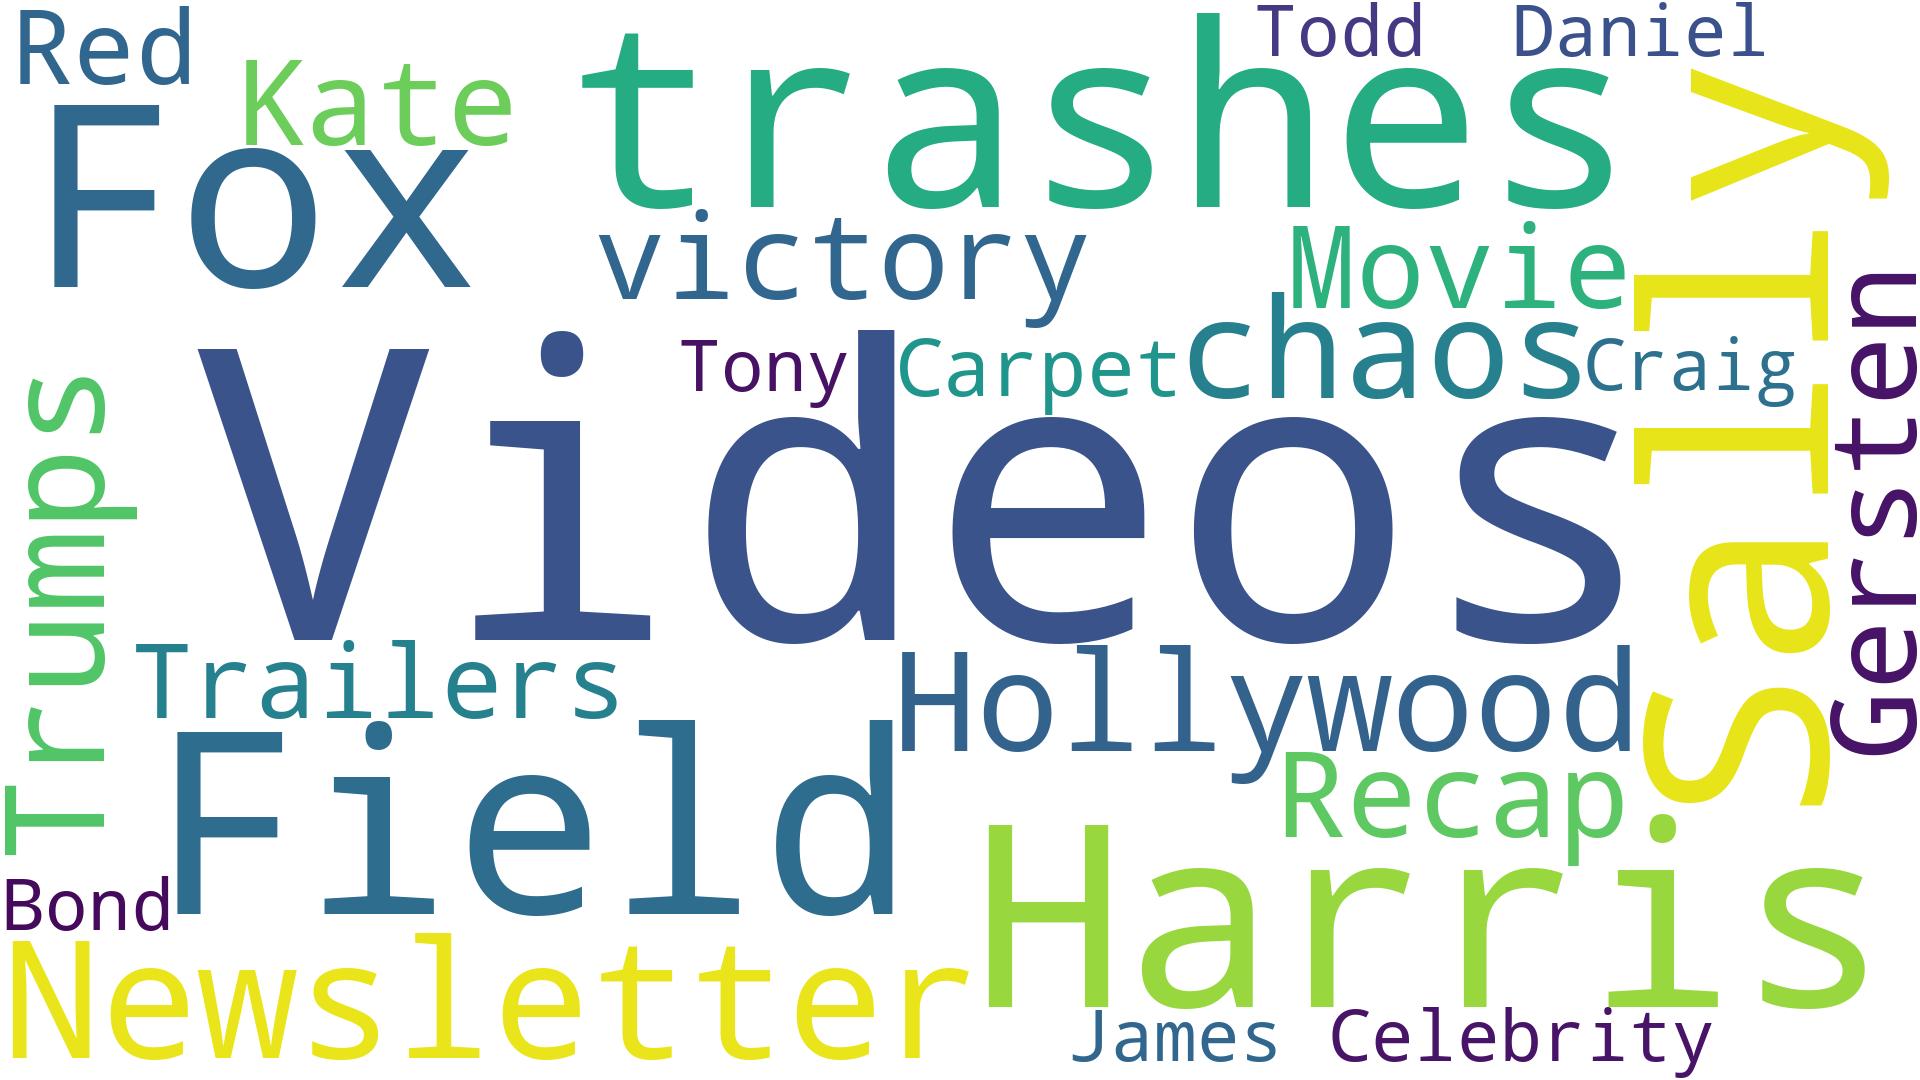 Red
Kate
trashes
Todd
Daniel
Fox
victory
Movie
Sally
Gersten
Tony
Carpet
chaos
Craig
Videos
Trumps
Trailers
Hollywood
Field
Recap
Harris
Bond
Newsletter
James
Celebrity